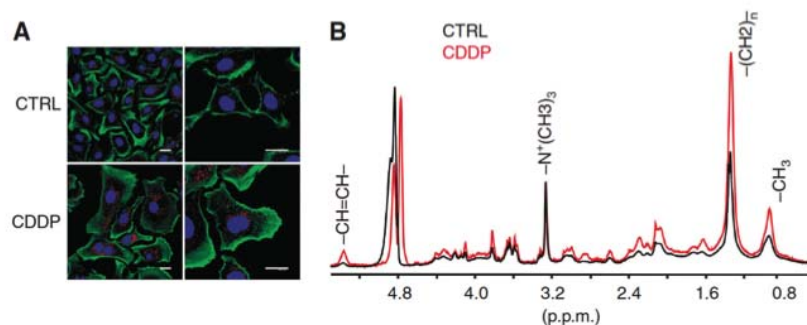 A
B
CTRL
CDDP
CTRL
CDDP
–CH=CH–
–N⁺(CH3)₃
–(CH2)n̄
–CH₃
4.8 4.0 3.2 2.4 1.6 0.8
(p.p.m.)